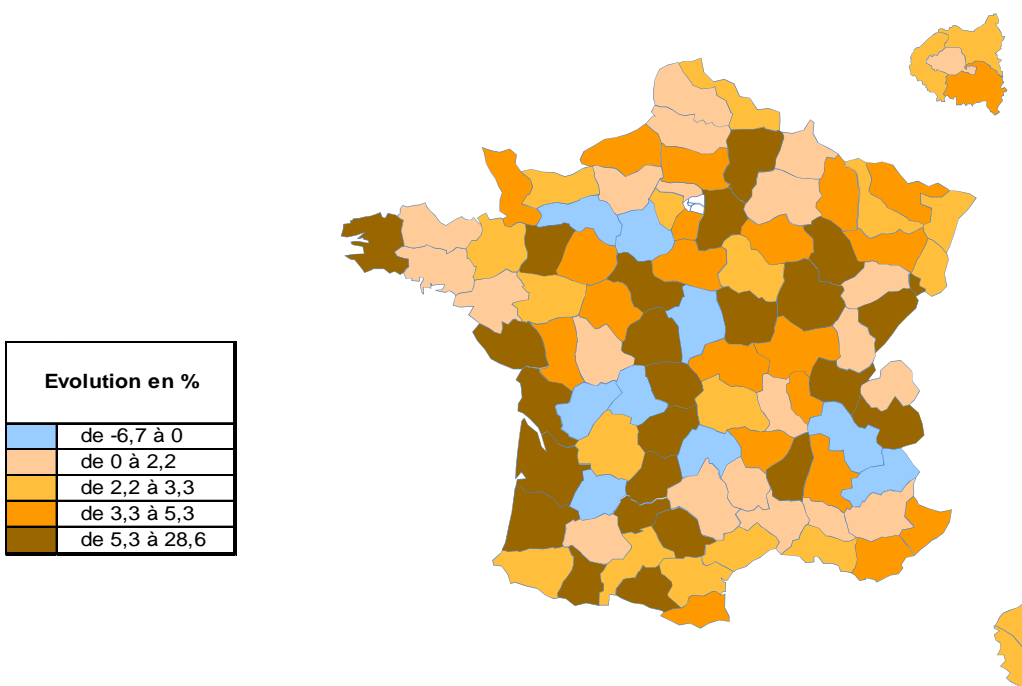 Evolution en %
de -6,7 à 0
de 0 à 2,2
de 2,2 à 3,3
de 3,3 à 5,3
de 5,3 à 28,6